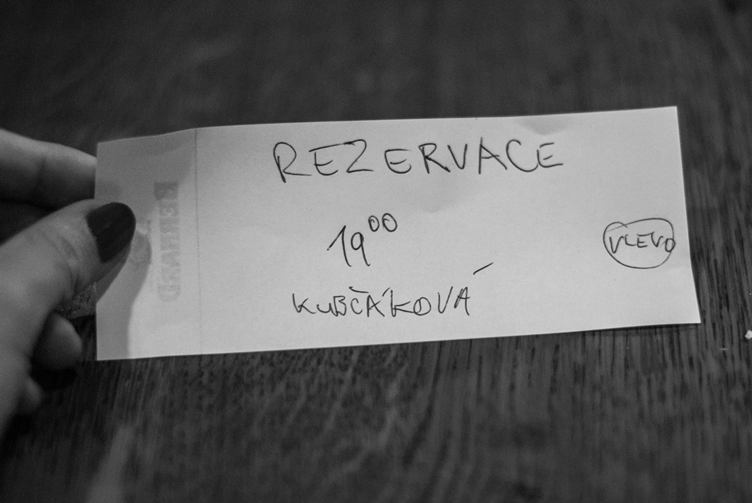 REZERVACE
19⁰⁰
VLEVO
KUBČÁKOVÁ